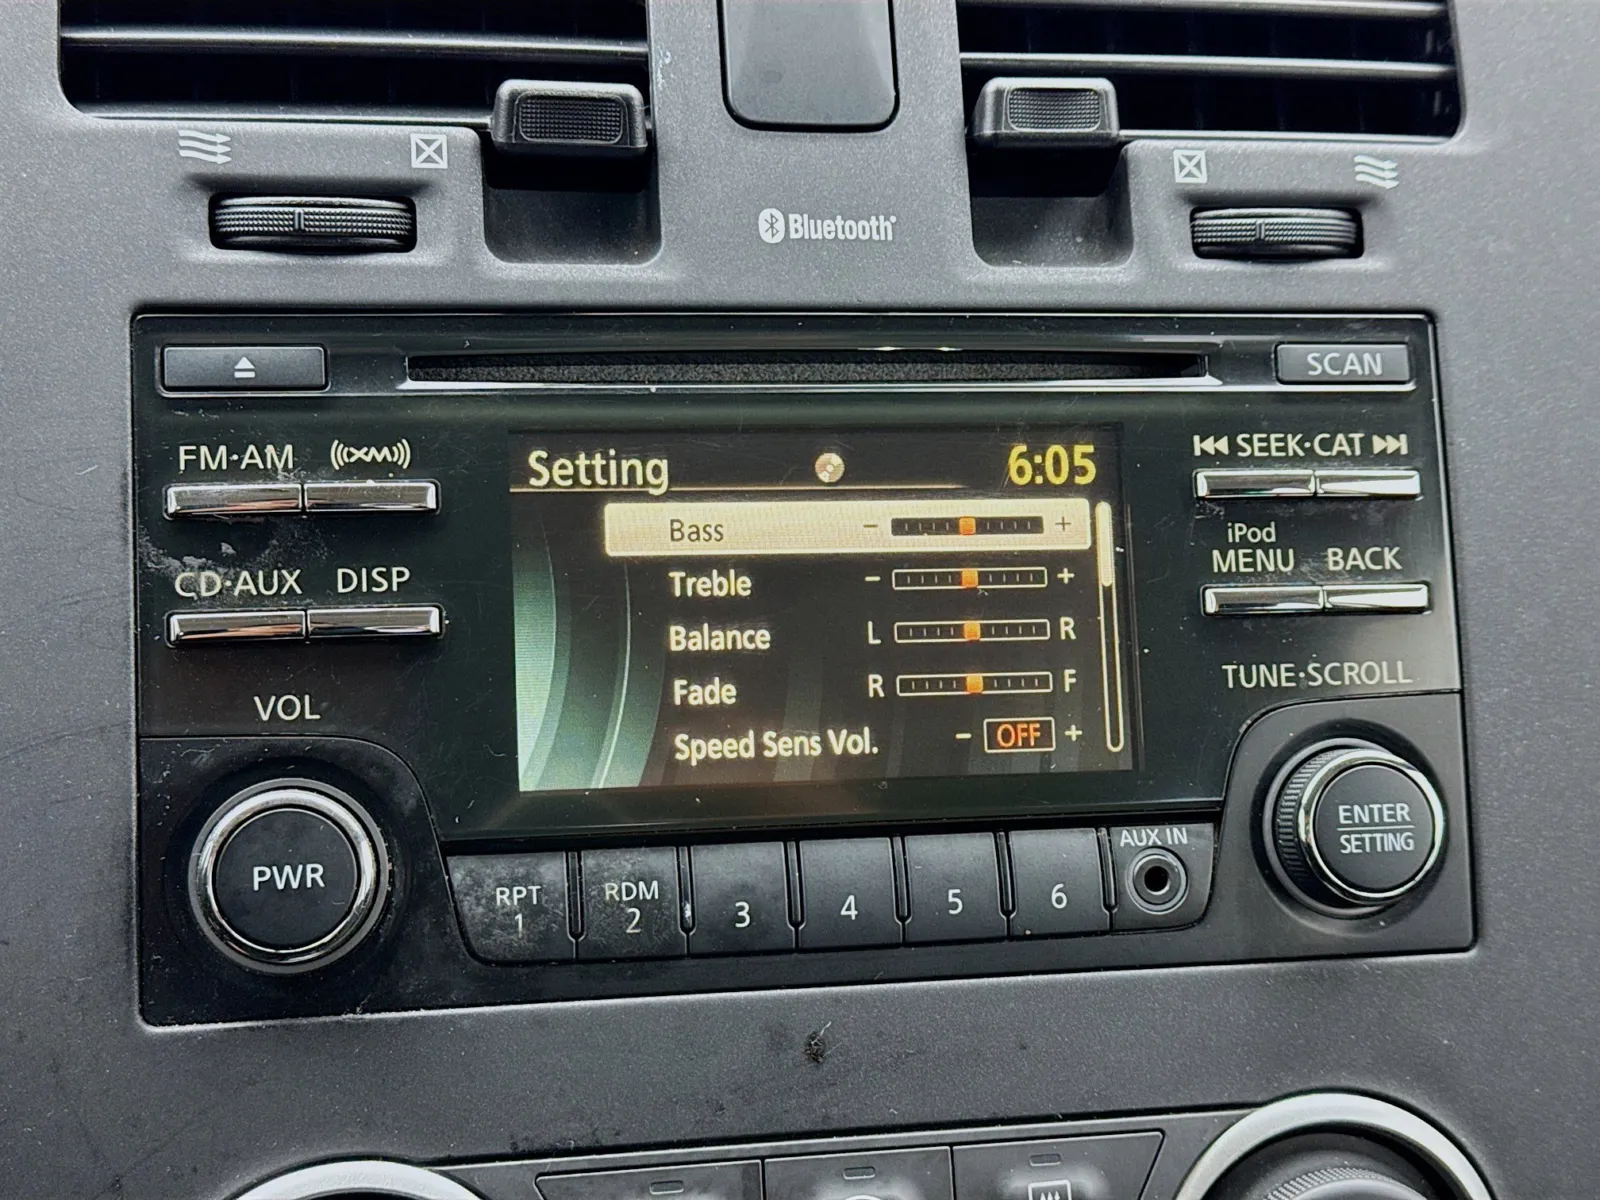 Bluetooth
SCAN
FM·AM
XM
SEEK·CAT
Setting
6:05
Bass - +
Treble - +
Balance L R
Fade R F
Speed Sens Vol. - OFF +
CD·AUX
DISP
iPod
MENU
BACK
VOL
TUNE·SCROLL
PWR
RPT
1
RDM
2
3
4
5
6
AUX IN
ENTER
SETTING